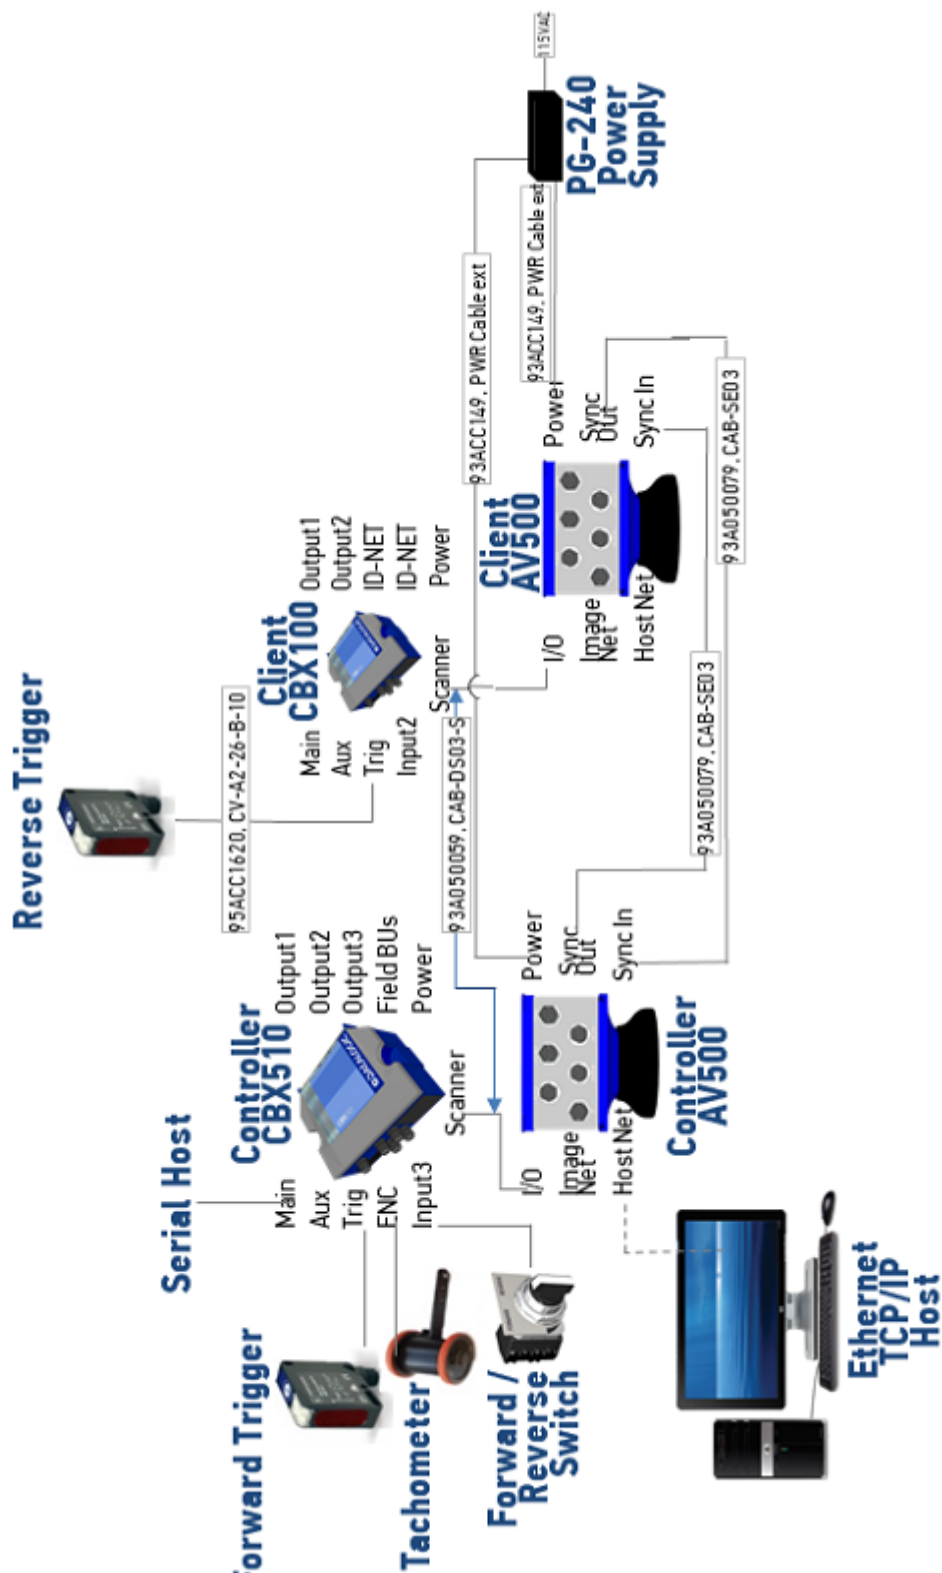 Reverse Trigger
95ACC1620, CV-A2-26-B-10
Serial Host
Forward Trigger
Tachometer
Forward /
Reverse
Switch
Controller
CBX510
Main
Aux
Trig
ENC
Input3
Output1
Output2
Output3
Field BUs
Power
Scanner
DATALOGIC
Client
CBX100
Main
Aux
Trig
Input2
Output1
Output2
ID-NET
ID-NET
Power
Scanner
93A050059, CAB-DS03-S
93ACC149, PWR Cable ext
93ACC149, PWR Cable ext
115VAC
PG-240
Power
Supply
Controller
AV500
I/O
Image
Net
Host Net
Power
Sync
Out
Sync In
Client
AV500
I/O
Image
Net
Host Net
Power
Sync
Out
Sync In
93A050079, CAB-SE03
93A050079, CAB-SE03
Ethernet
TCP/IP
Host